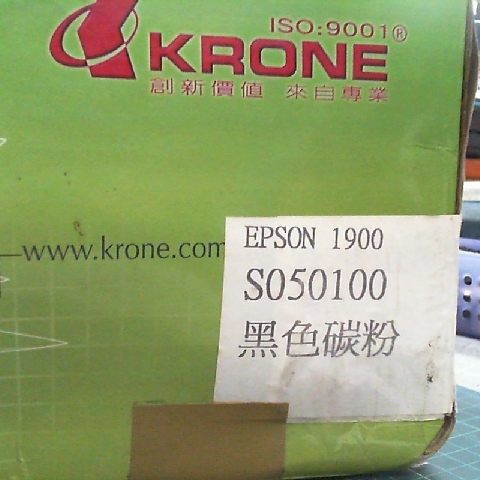 ISO:9001®
KRONE
創新價值 來自專業
www.krone.com
EPSON 1900
S050100
黑色碳粉